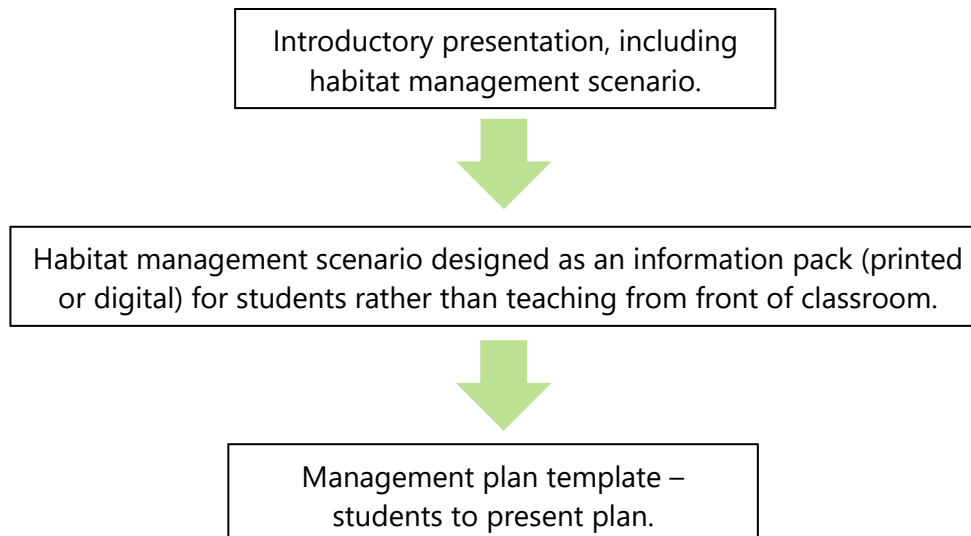 Introductory presentation, including
habitat management scenario.
Habitat management scenario designed as an information pack (printed
or digital) for students rather than teaching from front of classroom.
Management plan template –
students to present plan.